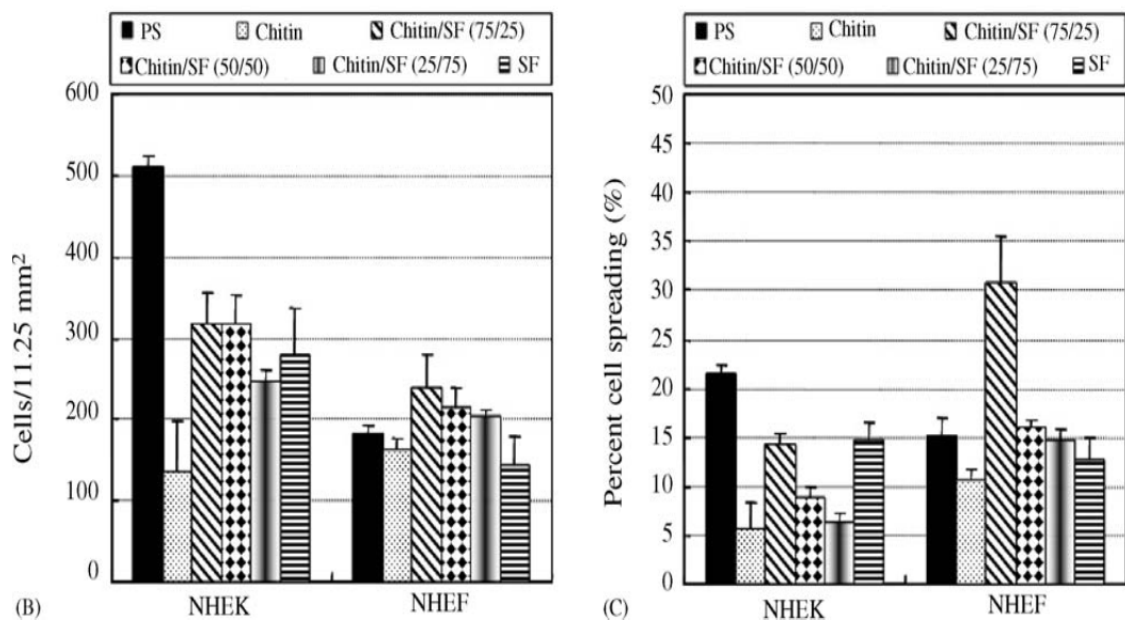 PS Chitin Chitin/SF (75/25)
Chitin/SF (50/50) Chitin/SF (25/75) SF
600
500
400
300
200
100
0
Cells/11.25 mm²
NHEK NHEF
(B)
PS Chitin Chitin/SF (75/25)
Chitin/SF (50/50) Chitin/SF (25/75) SF
50
45
40
35
30
25
20
15
10
5
0
Percent cell spreading (%)
NHEK NHEF
(C)